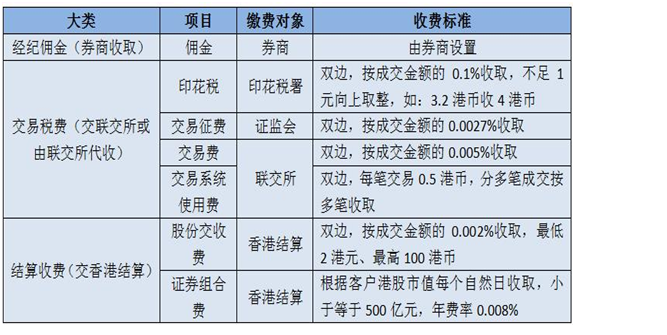 大类 项目 缴费对象 收费标准
经纪佣金（券商收取） 佣金 券商 由券商设置
交易税费（交联交所或
由联交所代收）
印花税 印花税署 双边，按成交金额的 0.1%收取，不足 1
元向上取整，如：3.2 港币收 4 港币
交易征费 证监会 双边，按成交金额的 0.0027%收取
交易费 联交所 双边，按成交金额的 0.005%收取
交易系统
使用费
双边，每笔交易 0.5 港币，分多笔成交按
多笔收取
结算收费（交香港结算）
股份交收
费
香港结算
双边，按成交金额的 0.002%收取，最低
2 港元、最高 100 港币
证券组合
费
香港结算
根据客户港股市值每个自然日收取，小
于等于 500 亿元，年费率 0.008%